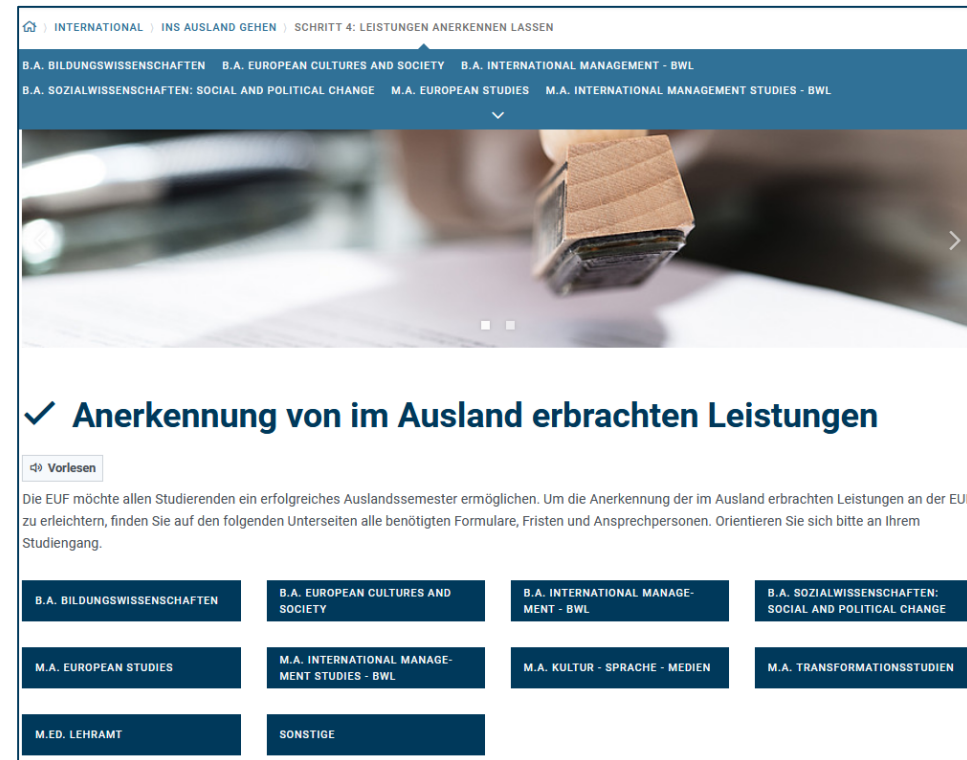 INTERNATIONAL 〉 INS AUSLAND GEHEN 〉 SCHRITT 4: LEISTUNGEN ANERKENNEN LASSEN
B.A. BILDUNGSWISSENSCHAFTEN B.A. EUROPEAN CULTURES AND SOCIETY B.A. INTERNATIONAL MANAGEMENT - BWL
B.A. SOZIALWISSENSCHAFTEN: SOCIAL AND POLITICAL CHANGE M.A. EUROPEAN STUDIES M.A. INTERNATIONAL MANAGEMENT STUDIES - BWL
Anerkennung von im Ausland erbrachten Leistungen
Vorlesen
Die EUF möchte allen Studierenden ein erfolgreiches Auslandssemester ermöglichen. Um die Anerkennung der im Ausland erbrachten Leistungen an der EUF
zu erleichtern, finden Sie auf den folgenden Unterseiten alle benötigten Formulare, Fristen und Ansprechpersonen. Orientieren Sie sich bitte an Ihrem
Studiengang.
B.A. BILDUNGSWISSENSCHAFTEN
B.A. EUROPEAN CULTURES AND
SOCIETY
B.A. INTERNATIONAL MANAGE-
MENT - BWL
B.A. SOZIALWISSENSCHAFTEN:
SOCIAL AND POLITICAL CHANGE
M.A. EUROPEAN STUDIES
M.A. INTERNATIONAL MANAGE-
MENT STUDIES - BWL
M.A. KULTUR - SPRACHE - MEDIEN
M.A. TRANSFORMATIONSSTUDIEN
M.ED. LEHRAMT
SONSTIGE